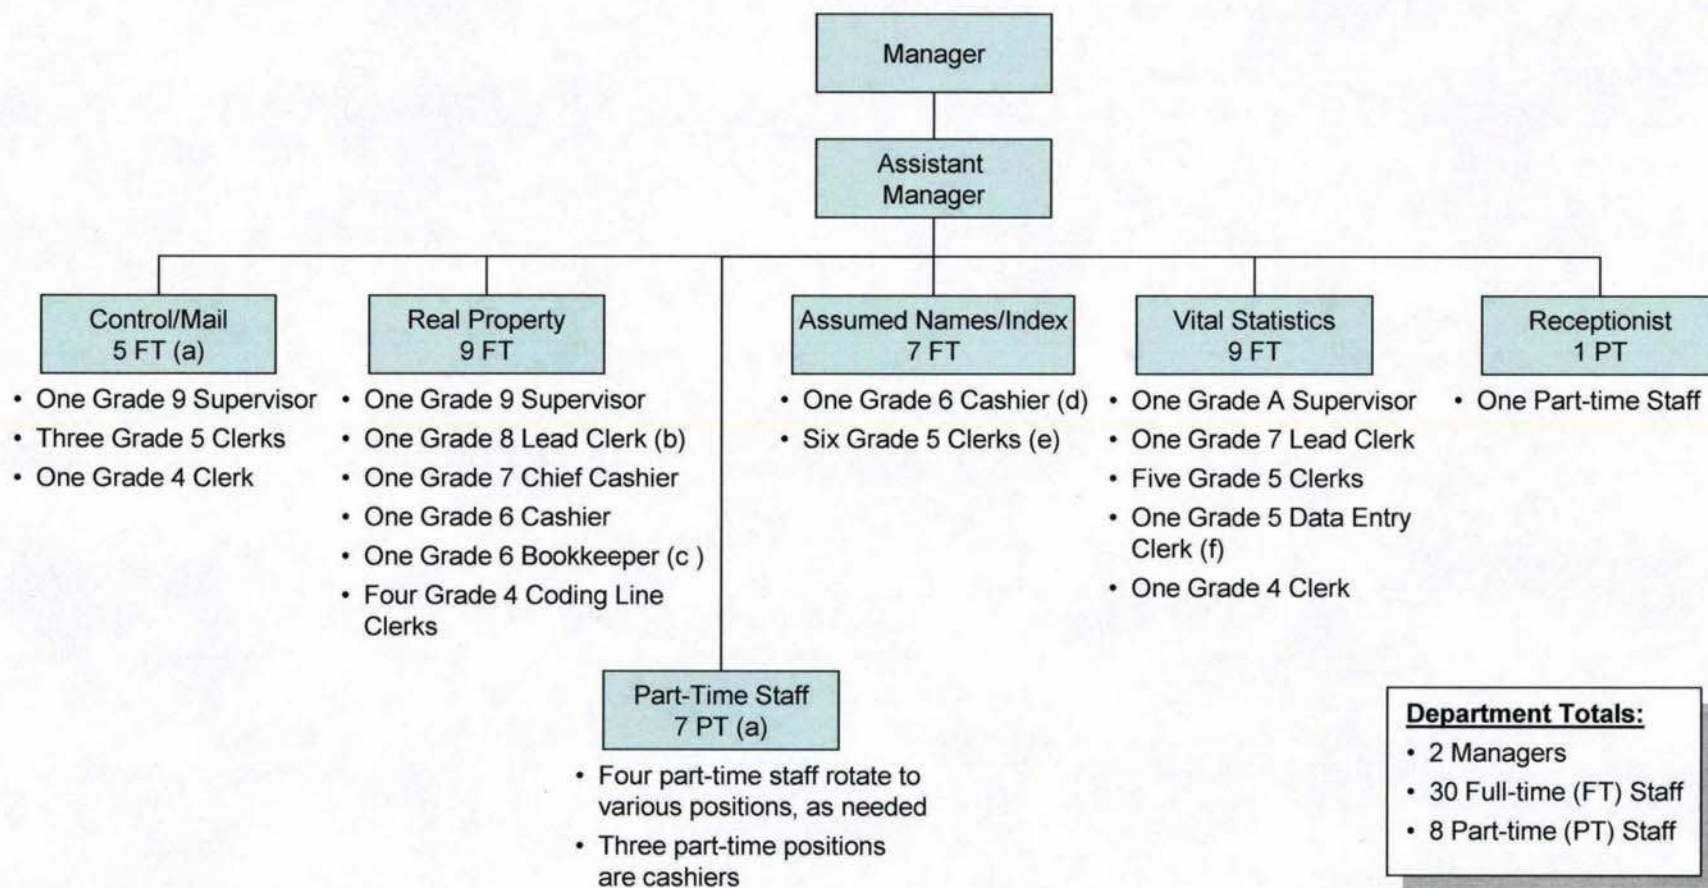 Manager
Assistant
Manager
Control/Mail
5 FT (a)
• One Grade 9 Supervisor
• Three Grade 5 Clerks
• One Grade 4 Clerk
Real Property
9 FT
• One Grade 9 Supervisor
• One Grade 8 Lead Clerk (b)
• One Grade 7 Chief Cashier
• One Grade 6 Cashier
• One Grade 6 Bookkeeper (c )
• Four Grade 4 Coding Line
Clerks
Part-Time Staff
7 PT (a)
• Four part-time staff rotate to
various positions, as needed
• Three part-time positions
are cashiers
Assumed Names/Index
7 FT
• One Grade 6 Cashier (d)
• Six Grade 5 Clerks (e)
Vital Statistics
9 FT
• One Grade A Supervisor
• One Grade 7 Lead Clerk
• Five Grade 5 Clerks
• One Grade 5 Data Entry
Clerk (f)
• One Grade 4 Clerk
Receptionist
1 PT
• One Part-time Staff
Department Totals:
• 2 Managers
• 30 Full-time (FT) Staff
• 8 Part-time (PT) Staff